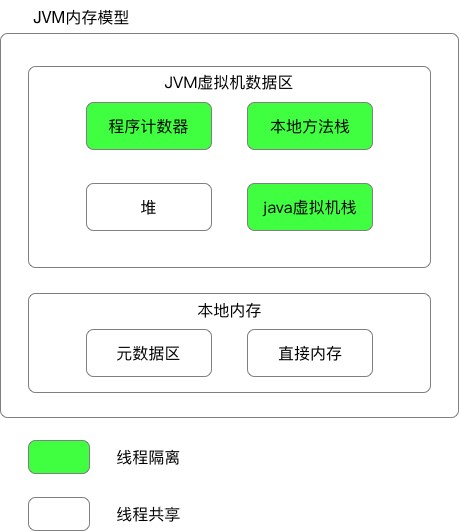 JVM内存模型
JVM虚拟机数据区
程序计数器
本地方法栈
堆
java虚拟机栈
本地内存
元数据区
直接内存
线程隔离
线程共享